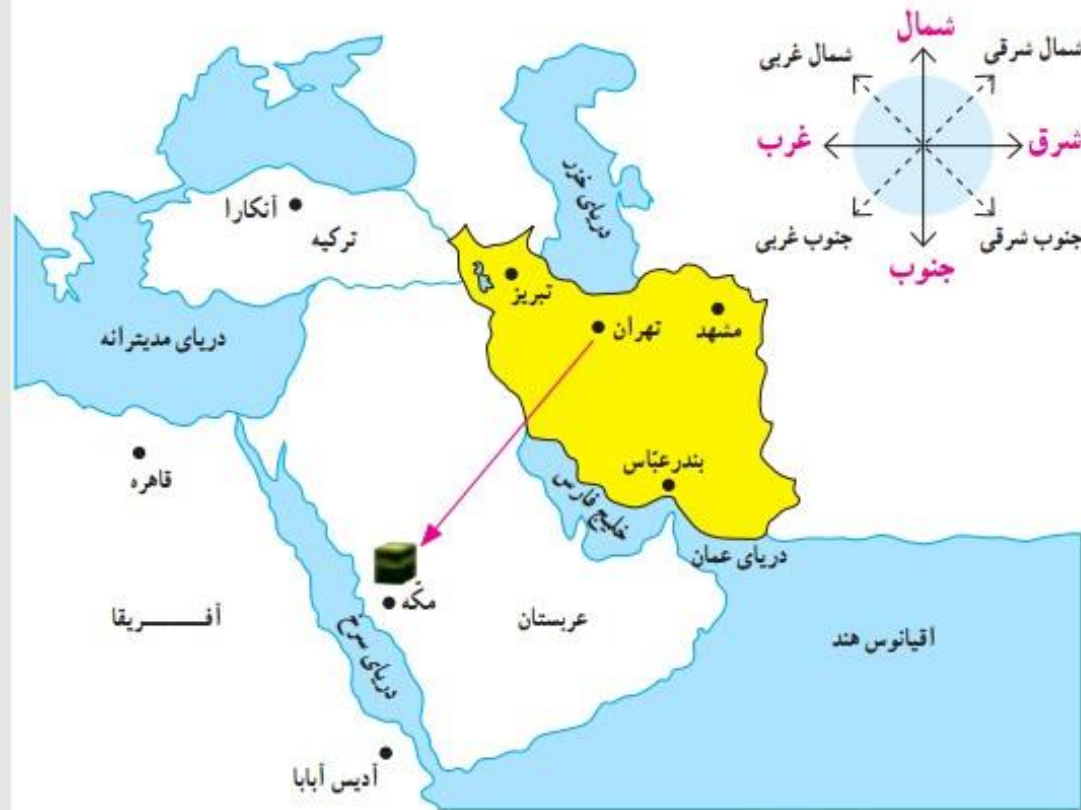 شمال
شمال شرقی
شمال غربی
شرق
غرب
جنوب شرقی
جنوب غربی
جنوب
دریای خزر
آنکارا
ترکیه
تبریز
مشهد
تهران
دریای مدیترانه
قاهره
بندرعبّاس
خلیج فارس
دریای عمان
مکّه
عربستان
آفـــــریقا
اقیانوس هند
دریای سرخ
آدیس آبابا